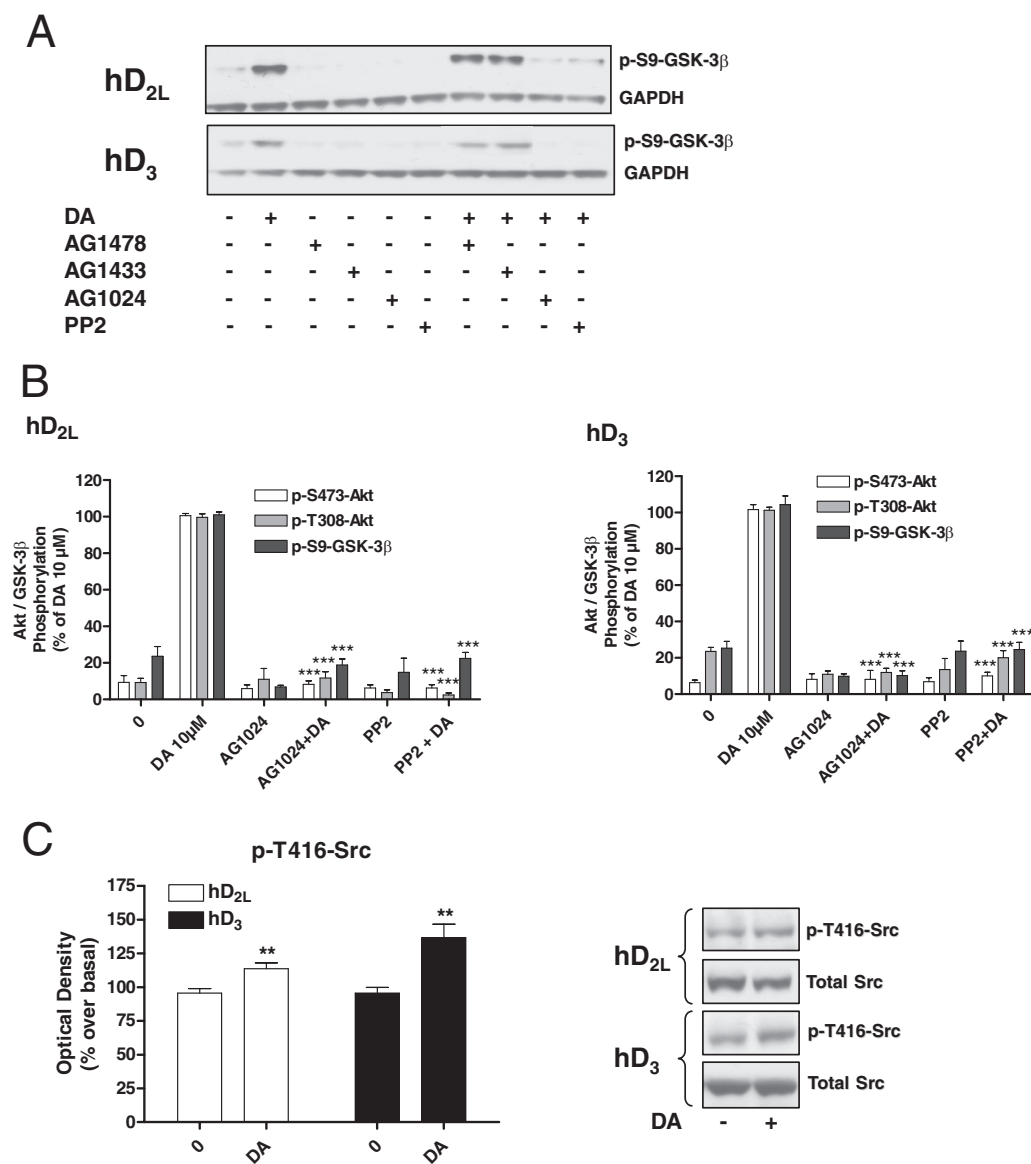 A
hD2L
p-S9-GSK-3β
GAPDH
hD3
p-S9-GSK-3β
GAPDH
DA - + - - - - + + + +
AG1478 - - + - - - + - - -
AG1433 - - - + - - - + - -
AG1024 - - - - + - - - + -
PP2 - - - - - + - - - +
B
hD2L
Akt / GSK-3β
Phosphorylation
(% of DA 10 µM)
120
100
80
60
40
20
0
p-S473-Akt
p-T308-Akt
p-S9-GSK-3β
*** *** ***
*** *** ***
0
DA 10µM
AG1024
AG1024+DA
PP2
PP2 + DA
hD3
Akt / GSK-3β
Phosphorylation
(% of DA 10 µM)
120
100
80
60
40
20
0
p-S473-Akt
p-T308-Akt
p-S9-GSK-3β
*** *** ***
*** *** ***
0
DA 10µM
AG1024
AG1024+DA
PP2
PP2+DA
C
p-T416-Src
Optical Density
(% over basal)
175
150
125
100
75
50
25
0
hD2L
hD3
**
**
0
DA
0
DA
hD2L
p-T416-Src
Total Src
hD3
p-T416-Src
Total Src
DA - +